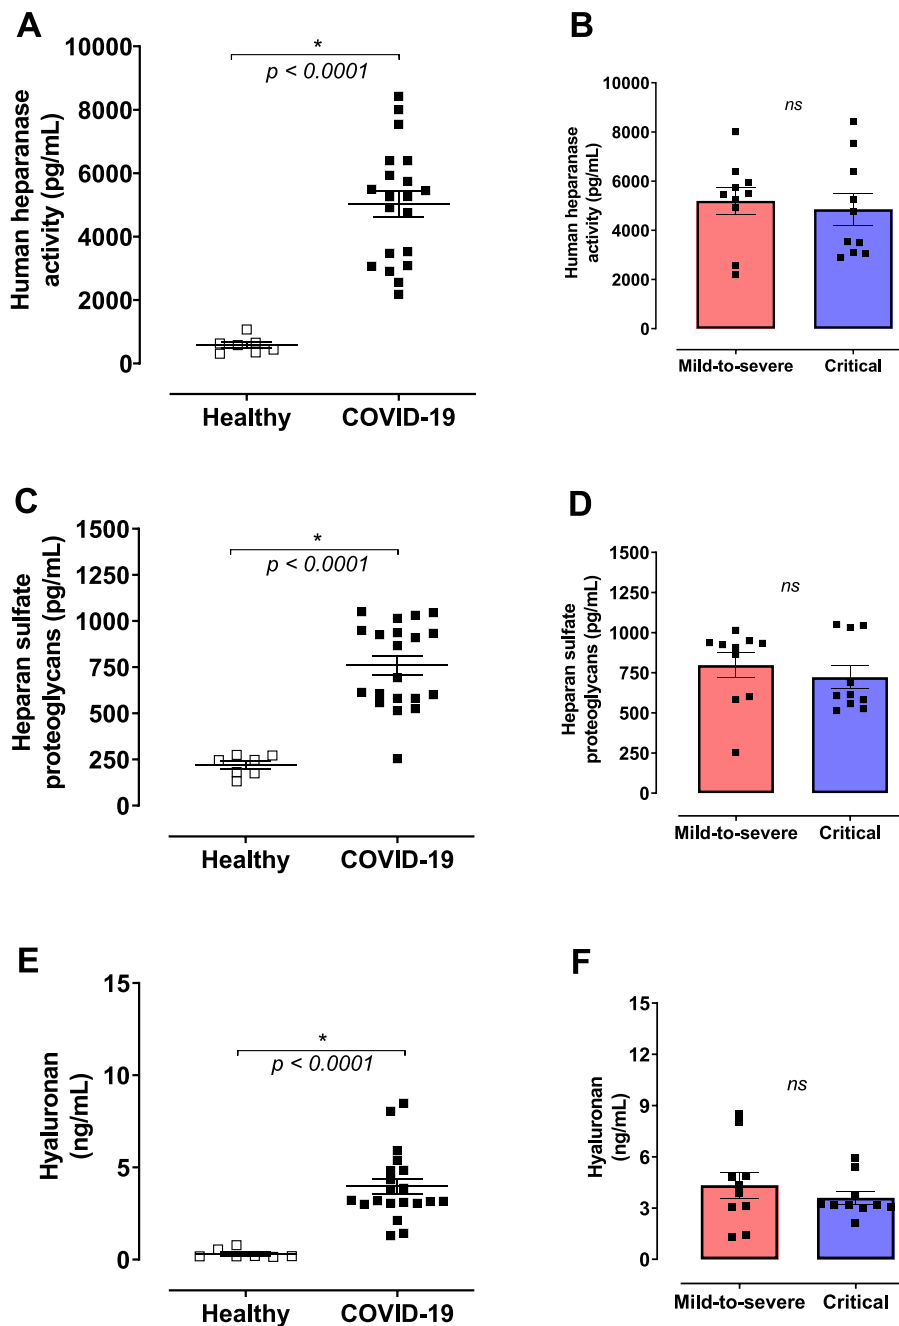 A
Human heparanase
activity (pg/mL)
10000
8000
6000
4000
2000
0
*
p < 0.0001
Healthy
COVID-19
B
Human heparanase
activity (pg/mL)
10000
8000
6000
4000
2000
0
ns
Mild-to-severe
Critical
C
Heparan sulfate
proteoglycans (pg/mL)
1500
1250
1000
750
500
250
0
*
p < 0.0001
Healthy
COVID-19
D
Heparan sulfate
proteoglycans (pg/mL)
1500
1250
1000
750
500
250
0
ns
Mild-to-severe
Critical
E
Hyaluronan
(ng/mL)
15
10
5
0
*
p < 0.0001
Healthy
COVID-19
F
Hyaluronan
(ng/mL)
15
12
9
6
3
0
ns
Mild-to-severe
Critical